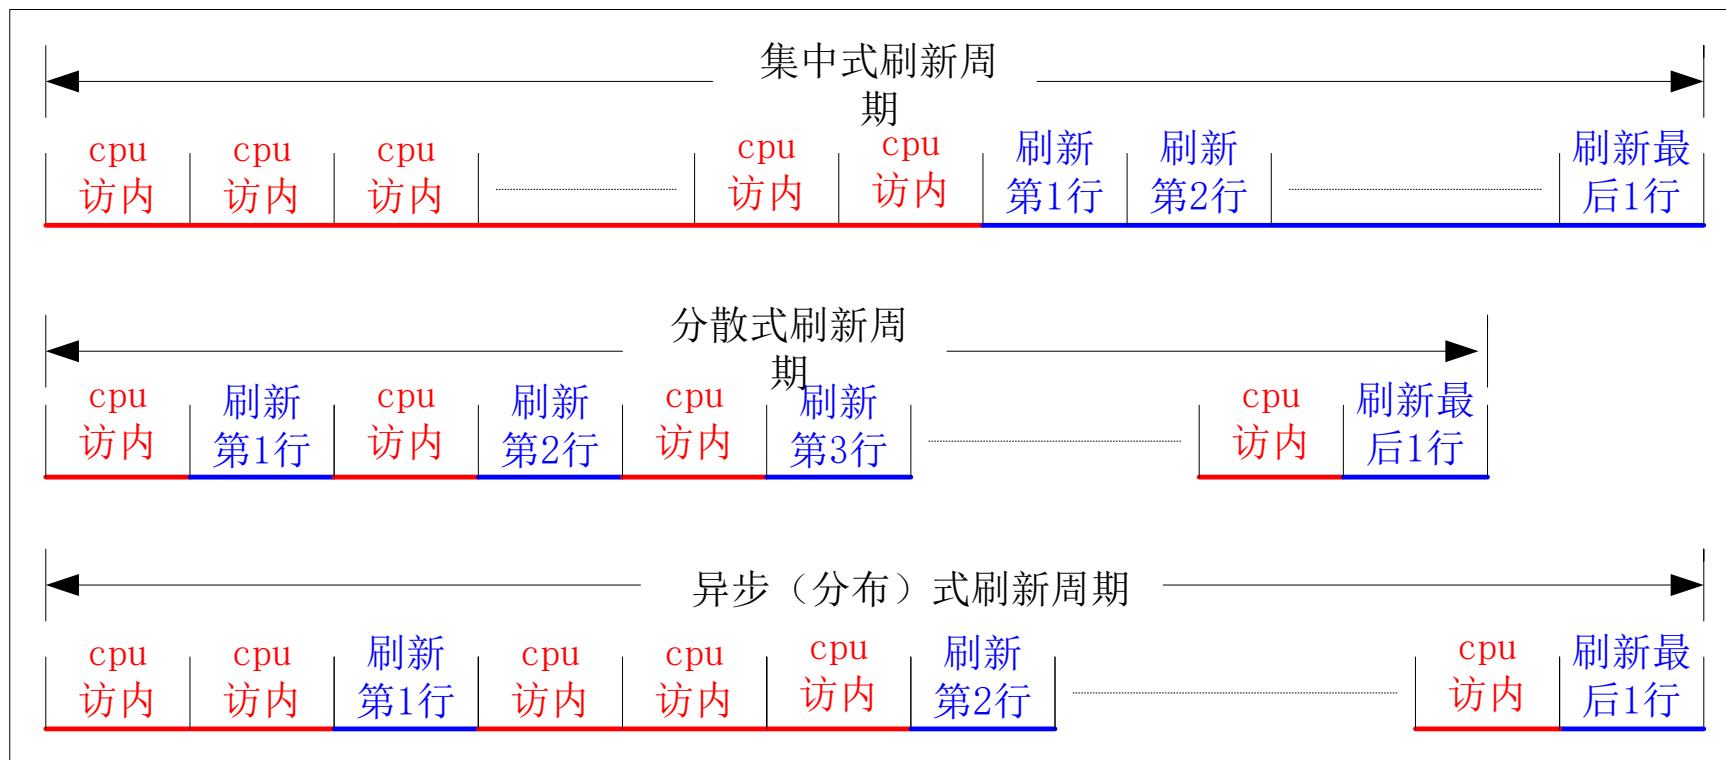 集中式刷新周
期
cpu
访内
cpu
访内
cpu
访内
cpu
访内
cpu
访内
刷新
第1行
刷新
第2行
刷新最
后1行
分散式刷新周
期
cpu
访内
刷新
第1行
cpu
访内
刷新
第2行
cpu
访内
刷新
第3行
cpu
访内
刷新最
后1行
异步（分布）式刷新周期
cpu
访内
cpu
访内
刷新
第1行
cpu
访内
cpu
访内
cpu
访内
刷新
第2行
cpu
访内
刷新最
后1行